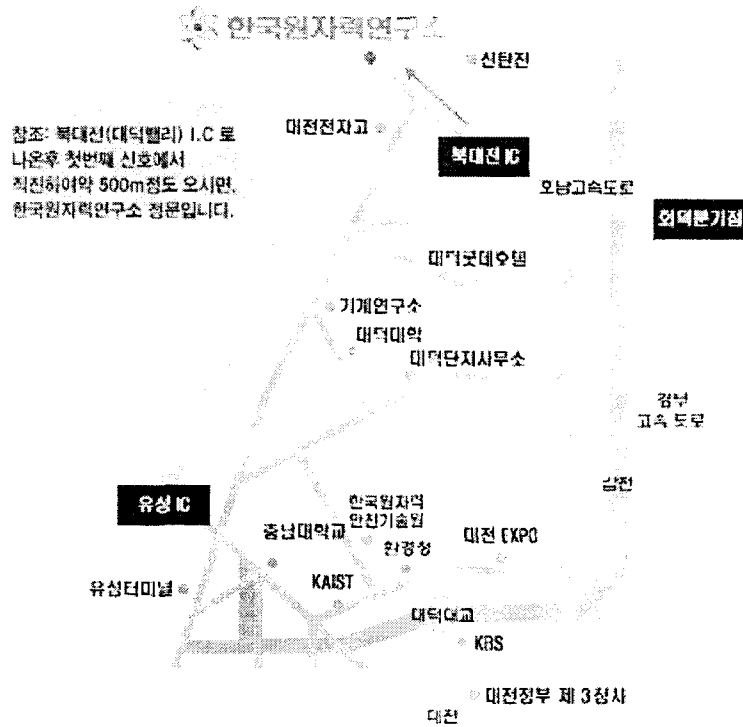 한국원자력연구소
신탄진
대전전자고
참조: 북대전(대덕밸리) I.C 로
나온후 첫번째 신호에서
직진하여약 500m정도 오시면,
한국원자력연구소 정문입니다.
북대전 IC
호남고속도로
회덕분기점
대덕롯데호텔
기계연구소
대덕대학
대덕단지사무소
경부
고속 도로
갑천
유성 IC
한국원자력
안전기술원
충남대학교
대전 EXPO
환경청
유성터미널
KAIST
대덕대교
KBS
대전정부 제 3청사
대전